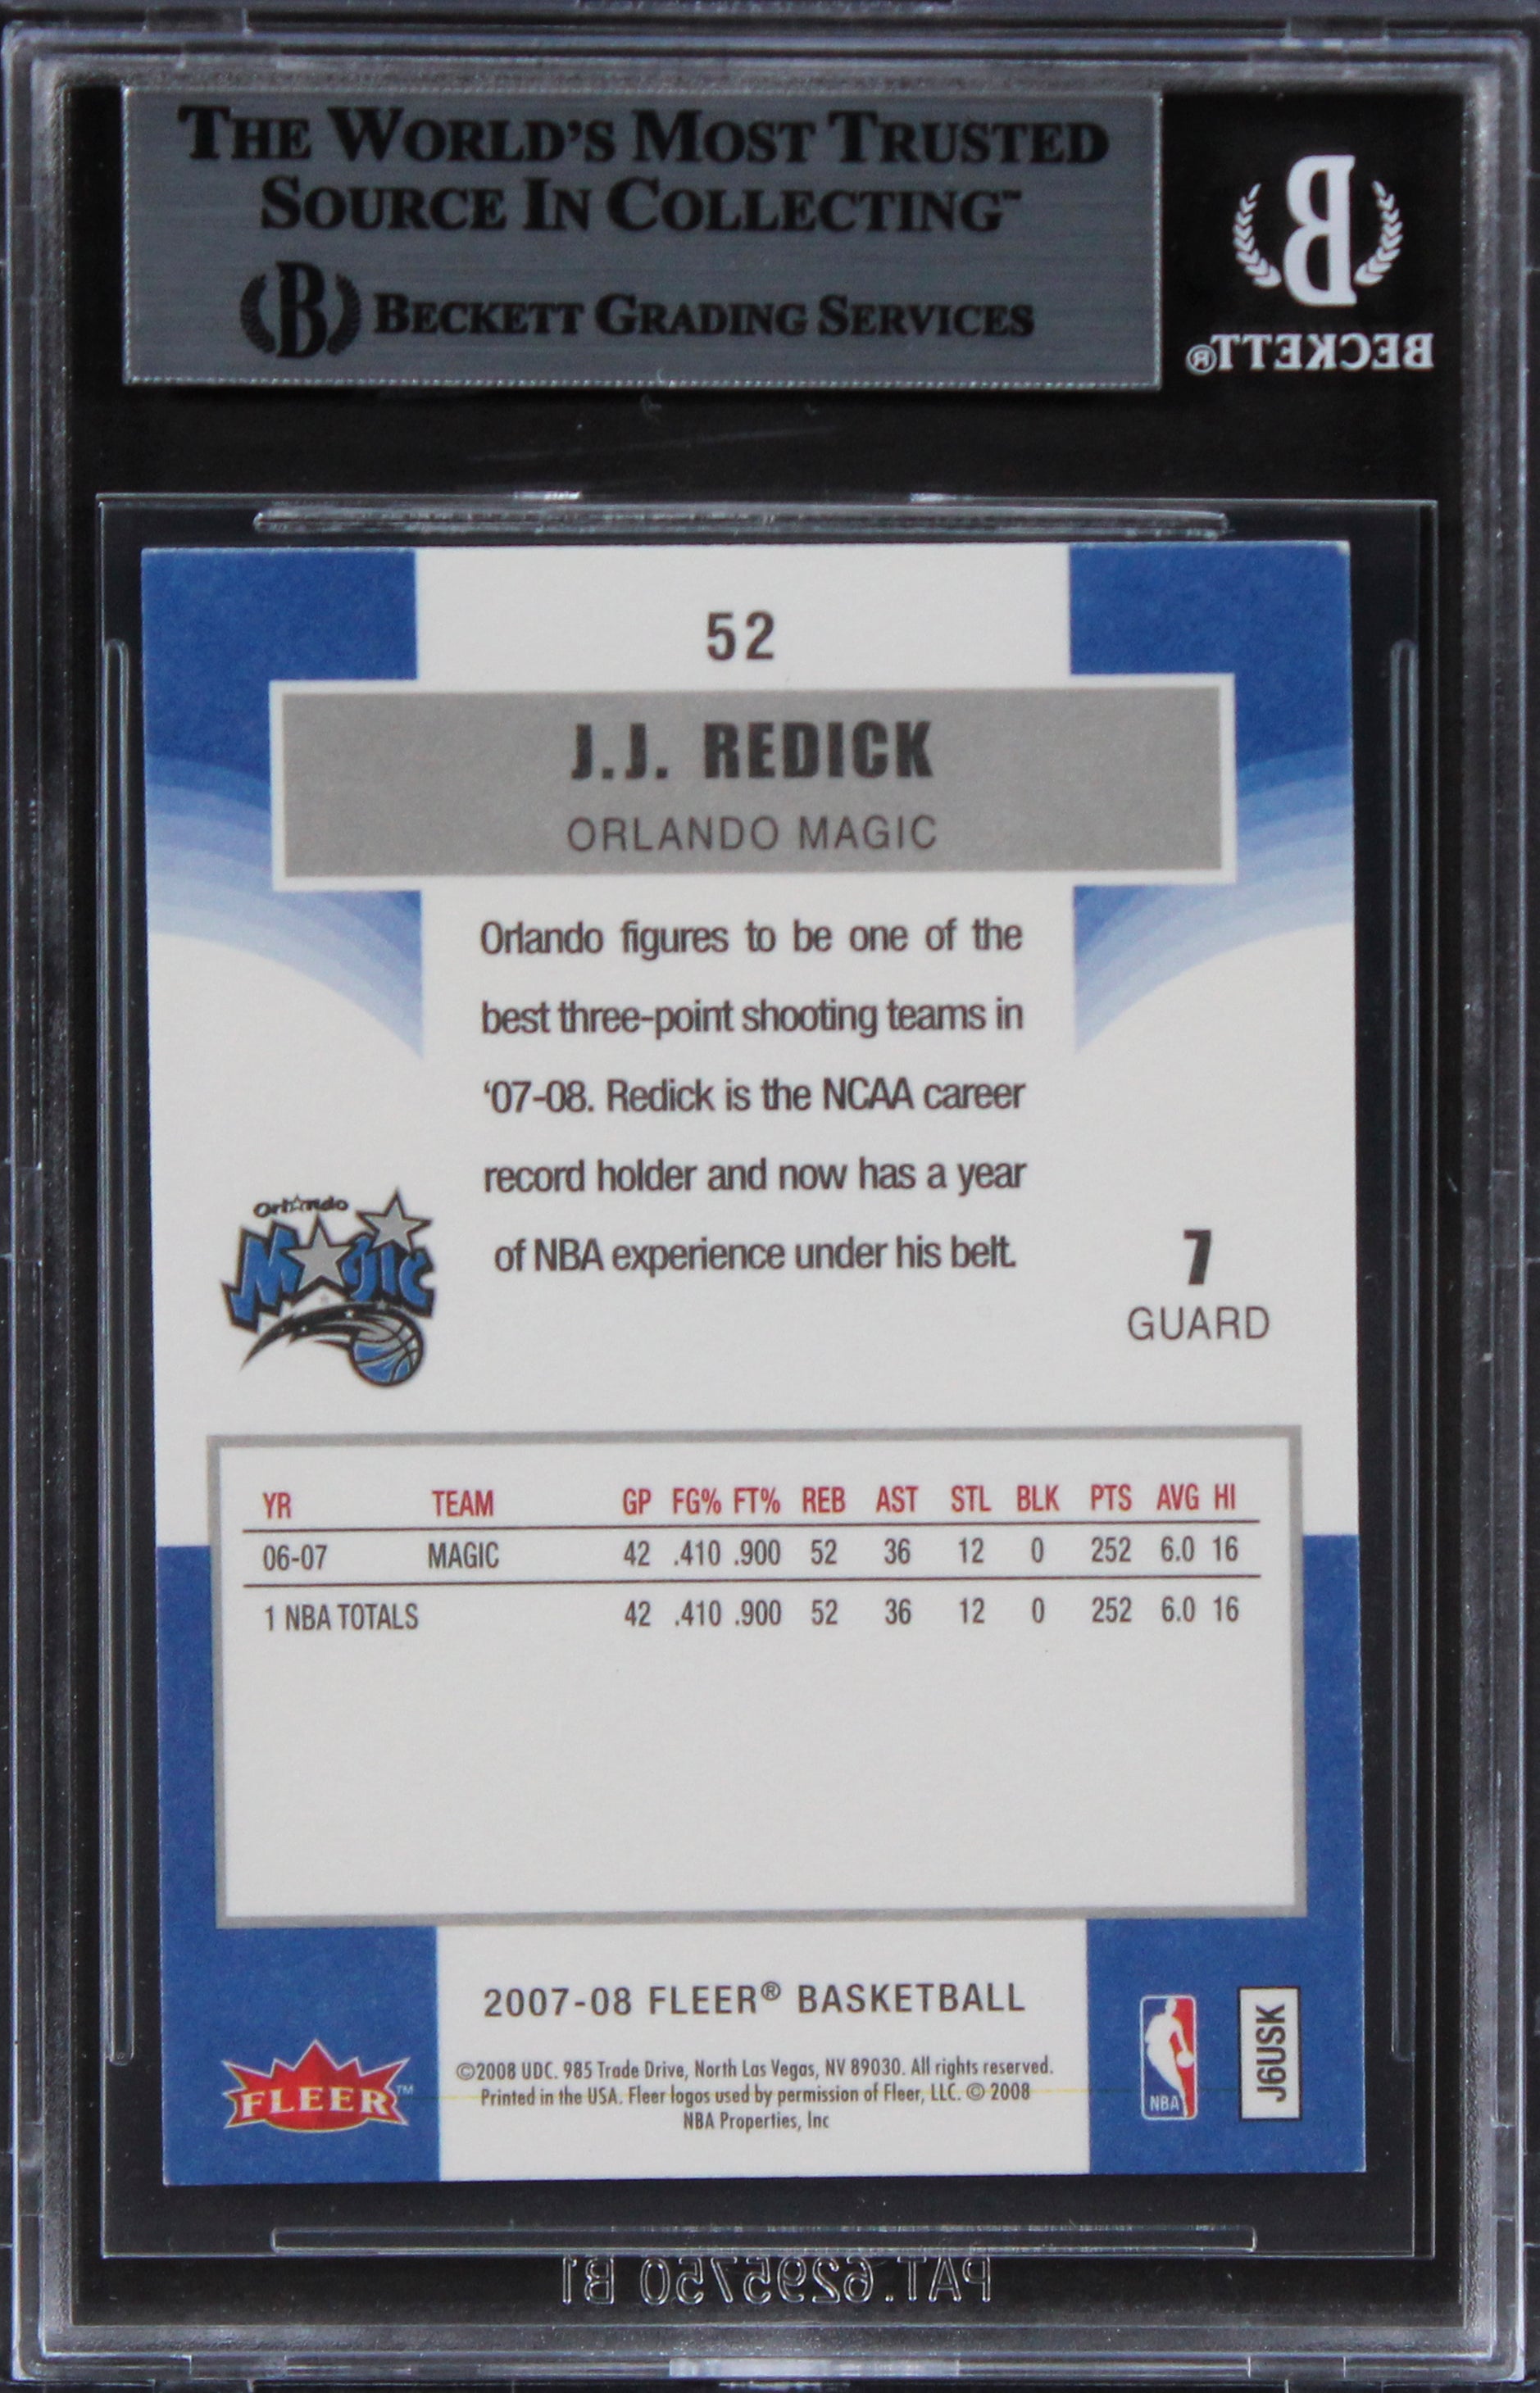 THE WORLD'S MOST TRUSTED
SOURCE IN COLLECTING™
B BECKETT GRADING SERVICES
B
BECKETT®
52
J.J. REDICK
ORLANDO MAGIC
Orlando figures to be one of the
best three-point shooting teams in
'07-08. Redick is the NCAA career
record holder and now has a year
of NBA experience under his belt.
Orlando
Magic
7
GUARD
YR TEAM GP FG% FT% REB AST STL BLK PTS AVG HI
06-07 MAGIC 42 .410 .900 52 36 12 0 252 6.0 16
1 NBA TOTALS 42 .410 .900 52 36 12 0 252 6.0 16
2007-08 FLEER® BASKETBALL
©2008 UDC. 985 Trade Drive, North Las Vegas, NV 89030. All rights reserved.
Printed in the USA. Fleer logos used by permission of Fleer, LLC. © 2008
NBA Properties, Inc
FLEER™
NBA
J6USK
PAT.6295750 B1